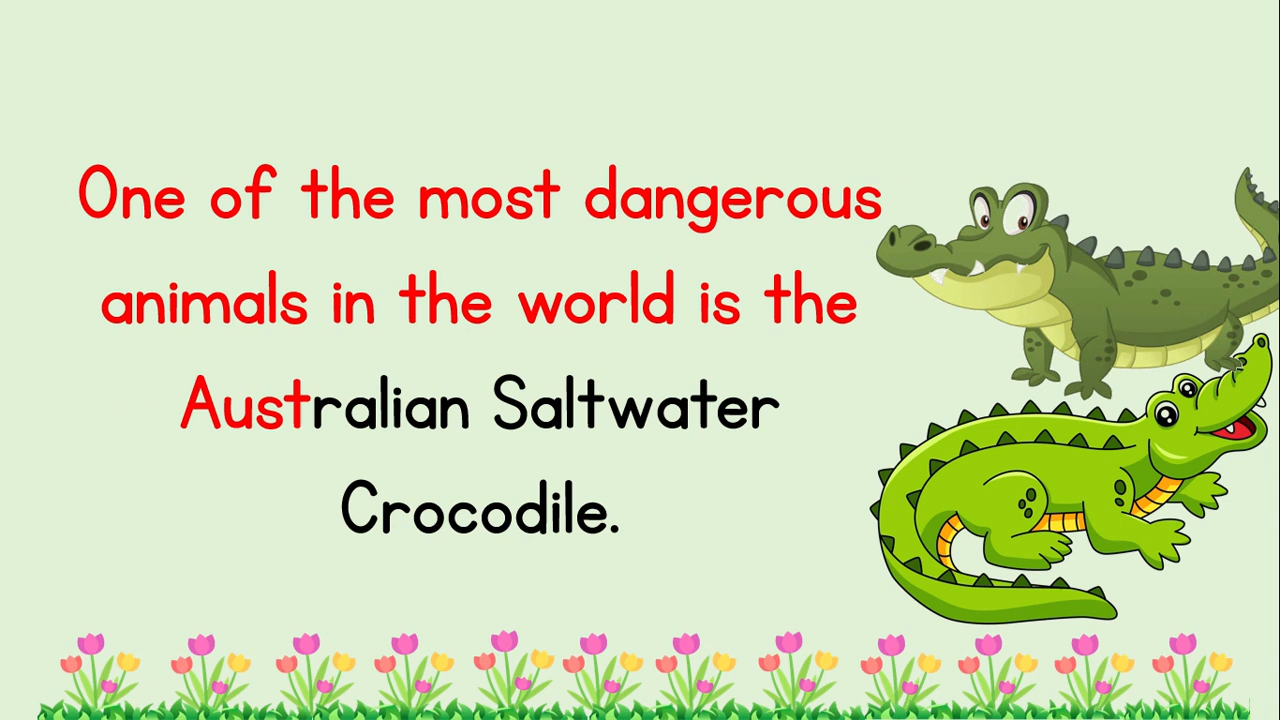 One of the most dangerous
animals in the world is the
Australian Saltwater
Crocodile.